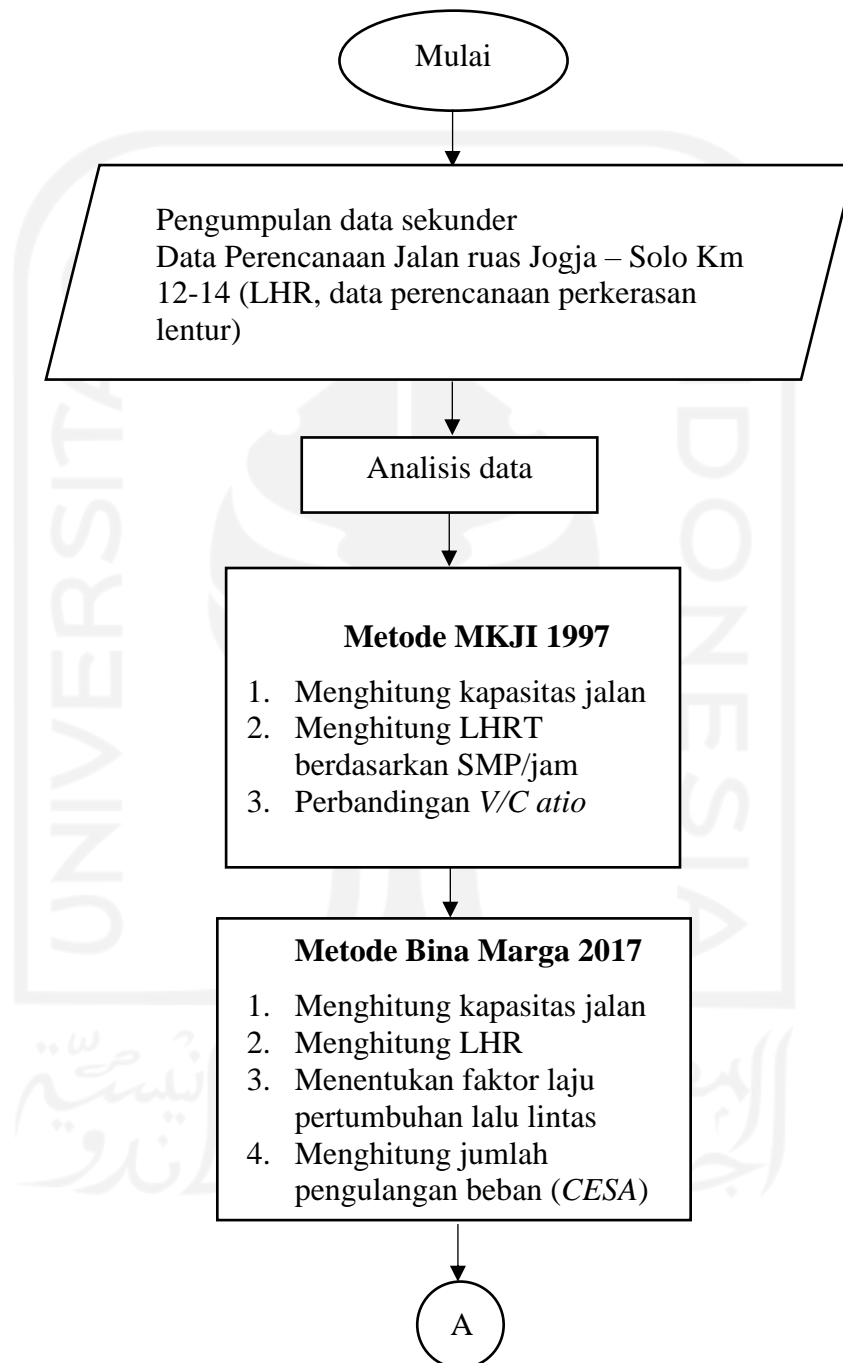 Mulai
Pengumpulan data sekunder
Data Perencanaan Jalan ruas Jogja – Solo Km
12-14 (LHR, data perencanaan perkerasan
lentur)
Analisis data
Metode MKJI 1997
1. Menghitung kapasitas jalan
2. Menghitung LHRT
berdasarkan SMP/jam
3. Perbandingan V/C atio
Metode Bina Marga 2017
1. Menghitung kapasitas jalan
2. Menghitung LHR
3. Menentukan faktor laju
pertumbuhan lalu lintas
4. Menghitung jumlah
pengulangan beban (CESA)
A